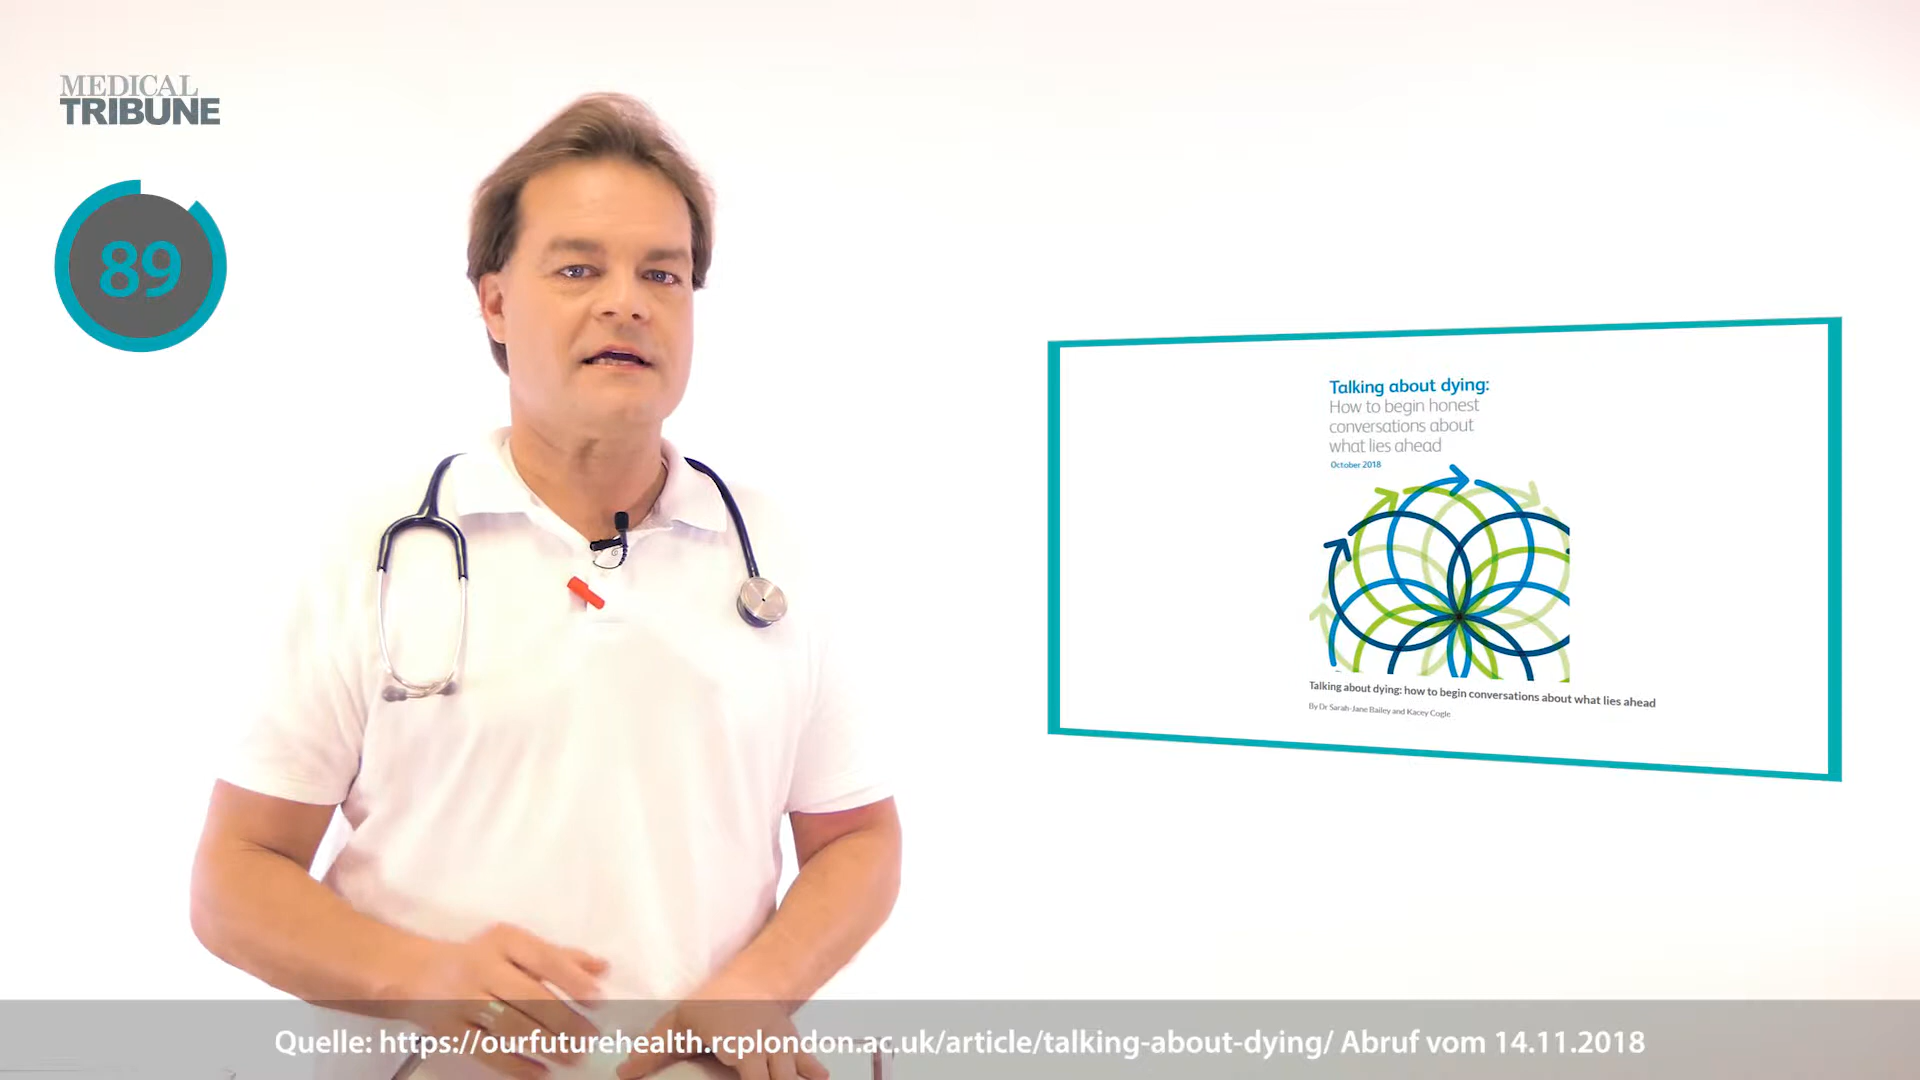 MEDICAL
TRIBUNE
89
Talking about dying:
How to begin honest
conversations about
what lies ahead
October 2018
Talking about dying: how to begin conversations about what lies ahead
By Dr Sarah-Jane Bailey and Kacey Cogle
Quelle: https://ourfuturehealth.rcplondon.ac.uk/article/talking-about-dying/ Abruf vom 14.11.2018